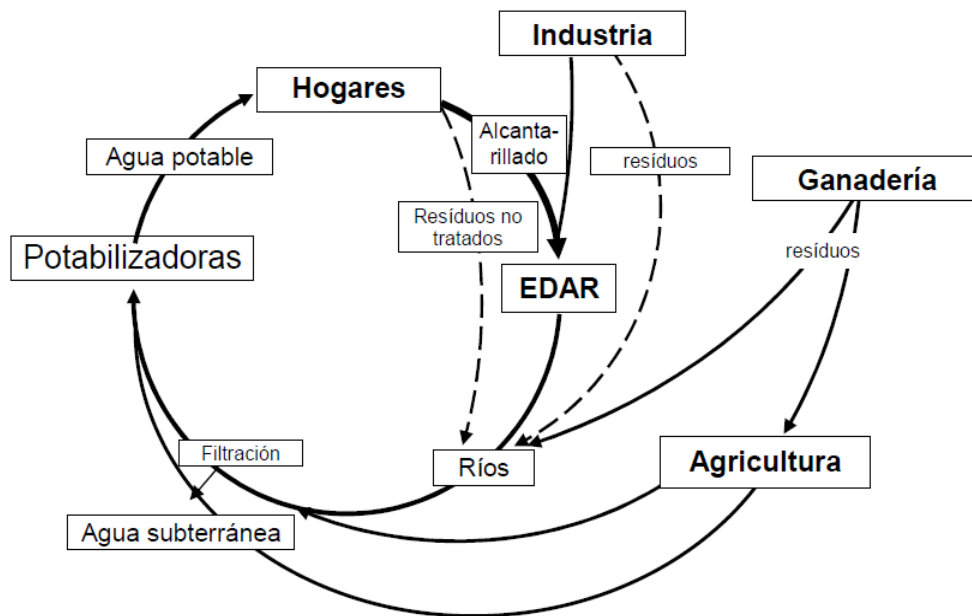 Industria
Hogares
Alcanta-
rillado
Agua potable
resíduos
Ganadería
Resíduos no
tratados
resíduos
Potabilizadoras
EDAR
Filtración
Ríos
Agricultura
Agua subterránea